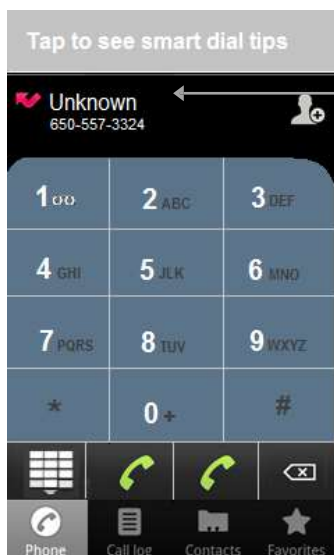 Tap to see smart dial tips
Unknown
650-557-3324
1 2 ABC 3 DEF
4 GHI 5 JLK 6 MNO
7 PQRS 8 TUV 9 WXYZ
* 0 + #
Phone Call log Contacts Favorites